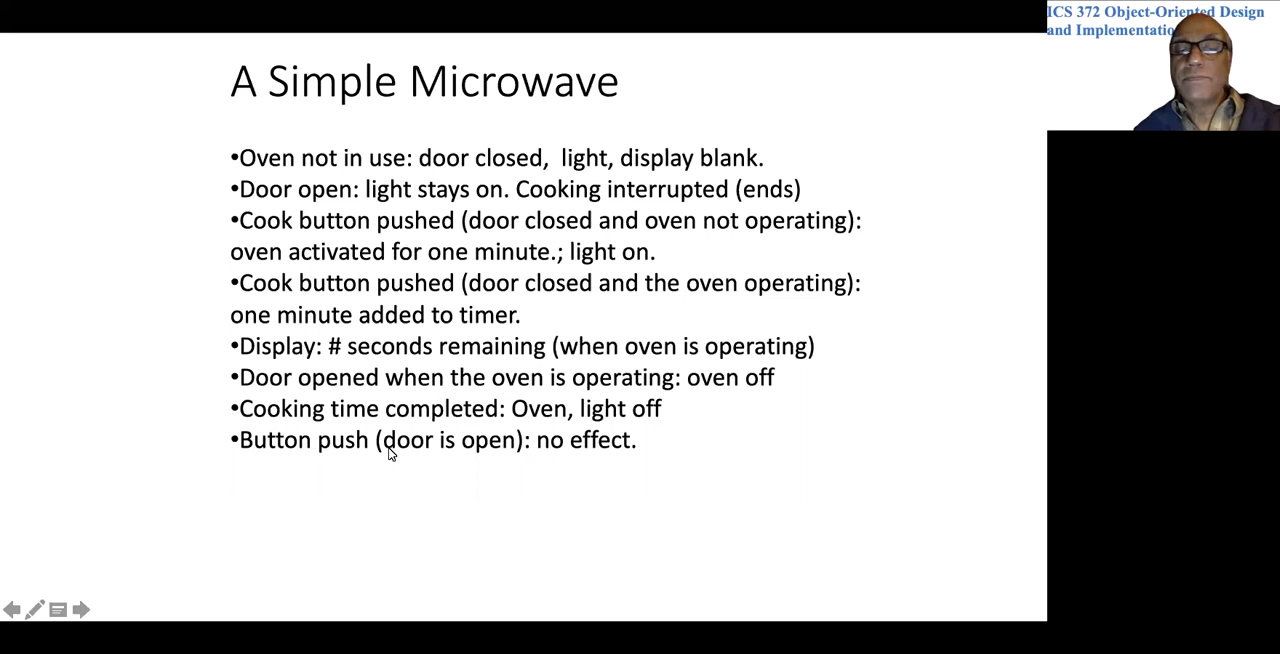 ICS 372 Object-Oriented Design
and Implementatio
A Simple Microwave
•Oven not in use: door closed,  light, display blank.
•Door open: light stays on. Cooking interrupted (ends)
•Cook button pushed (door closed and oven not operating):
oven activated for one minute.; light on.
•Cook button pushed (door closed and the oven operating):
one minute added to timer.
•Display: # seconds remaining (when oven is operating)
•Door opened when the oven is operating: oven off
•Cooking time completed: Oven, light off
•Button push (door is open): no effect.